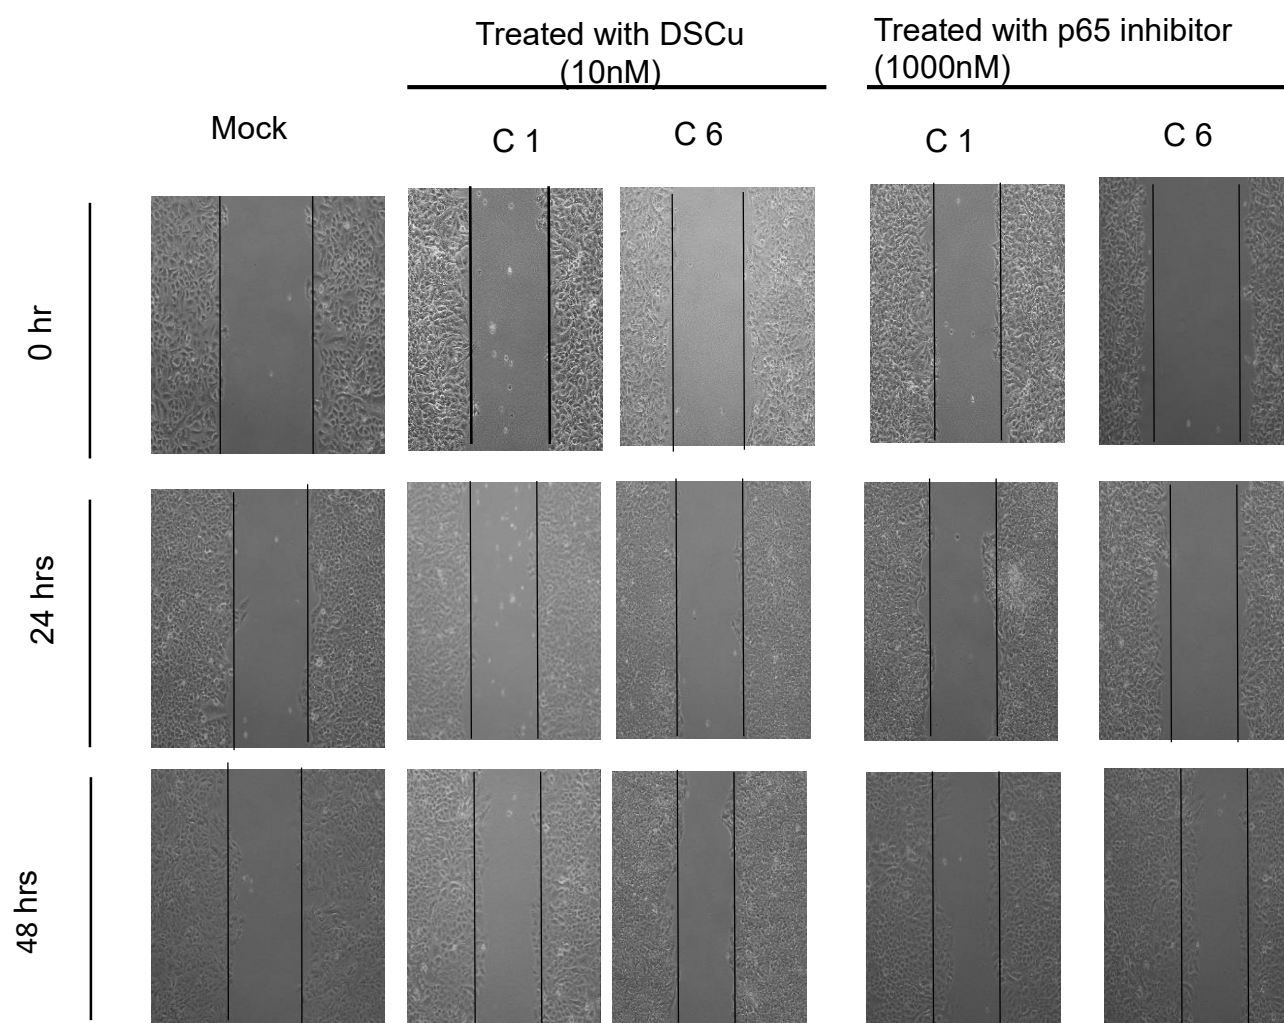 Treated with DSCu
(10nM)
Treated with p65 inhibitor
(1000nM)
Mock
C 1
C 6
C 1
C 6
0 hr
24 hrs
48 hrs